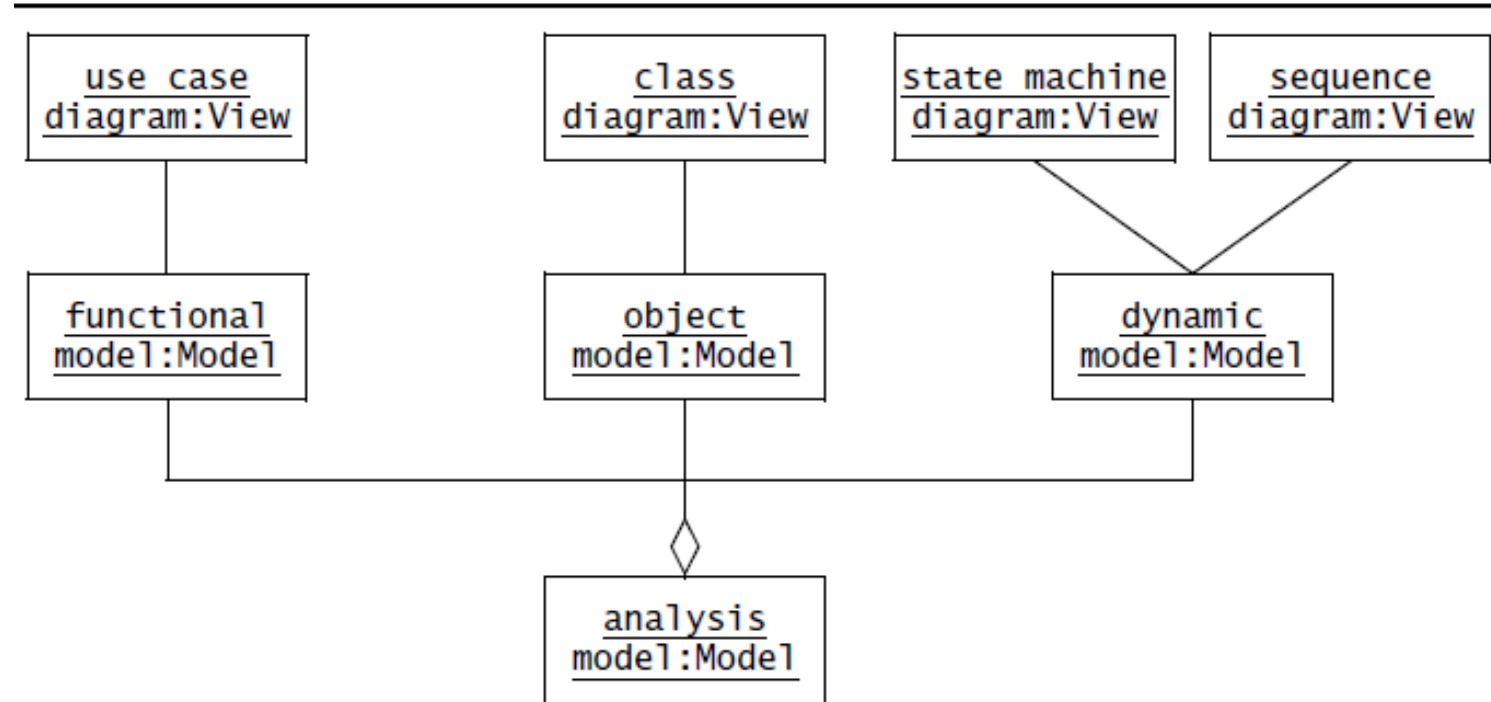 use case
diagram:View
class
diagram:View
state machine
diagram:View
sequence
diagram:View
functional
model:Model
object
model:Model
dynamic
model:Model
analysis
model:Model